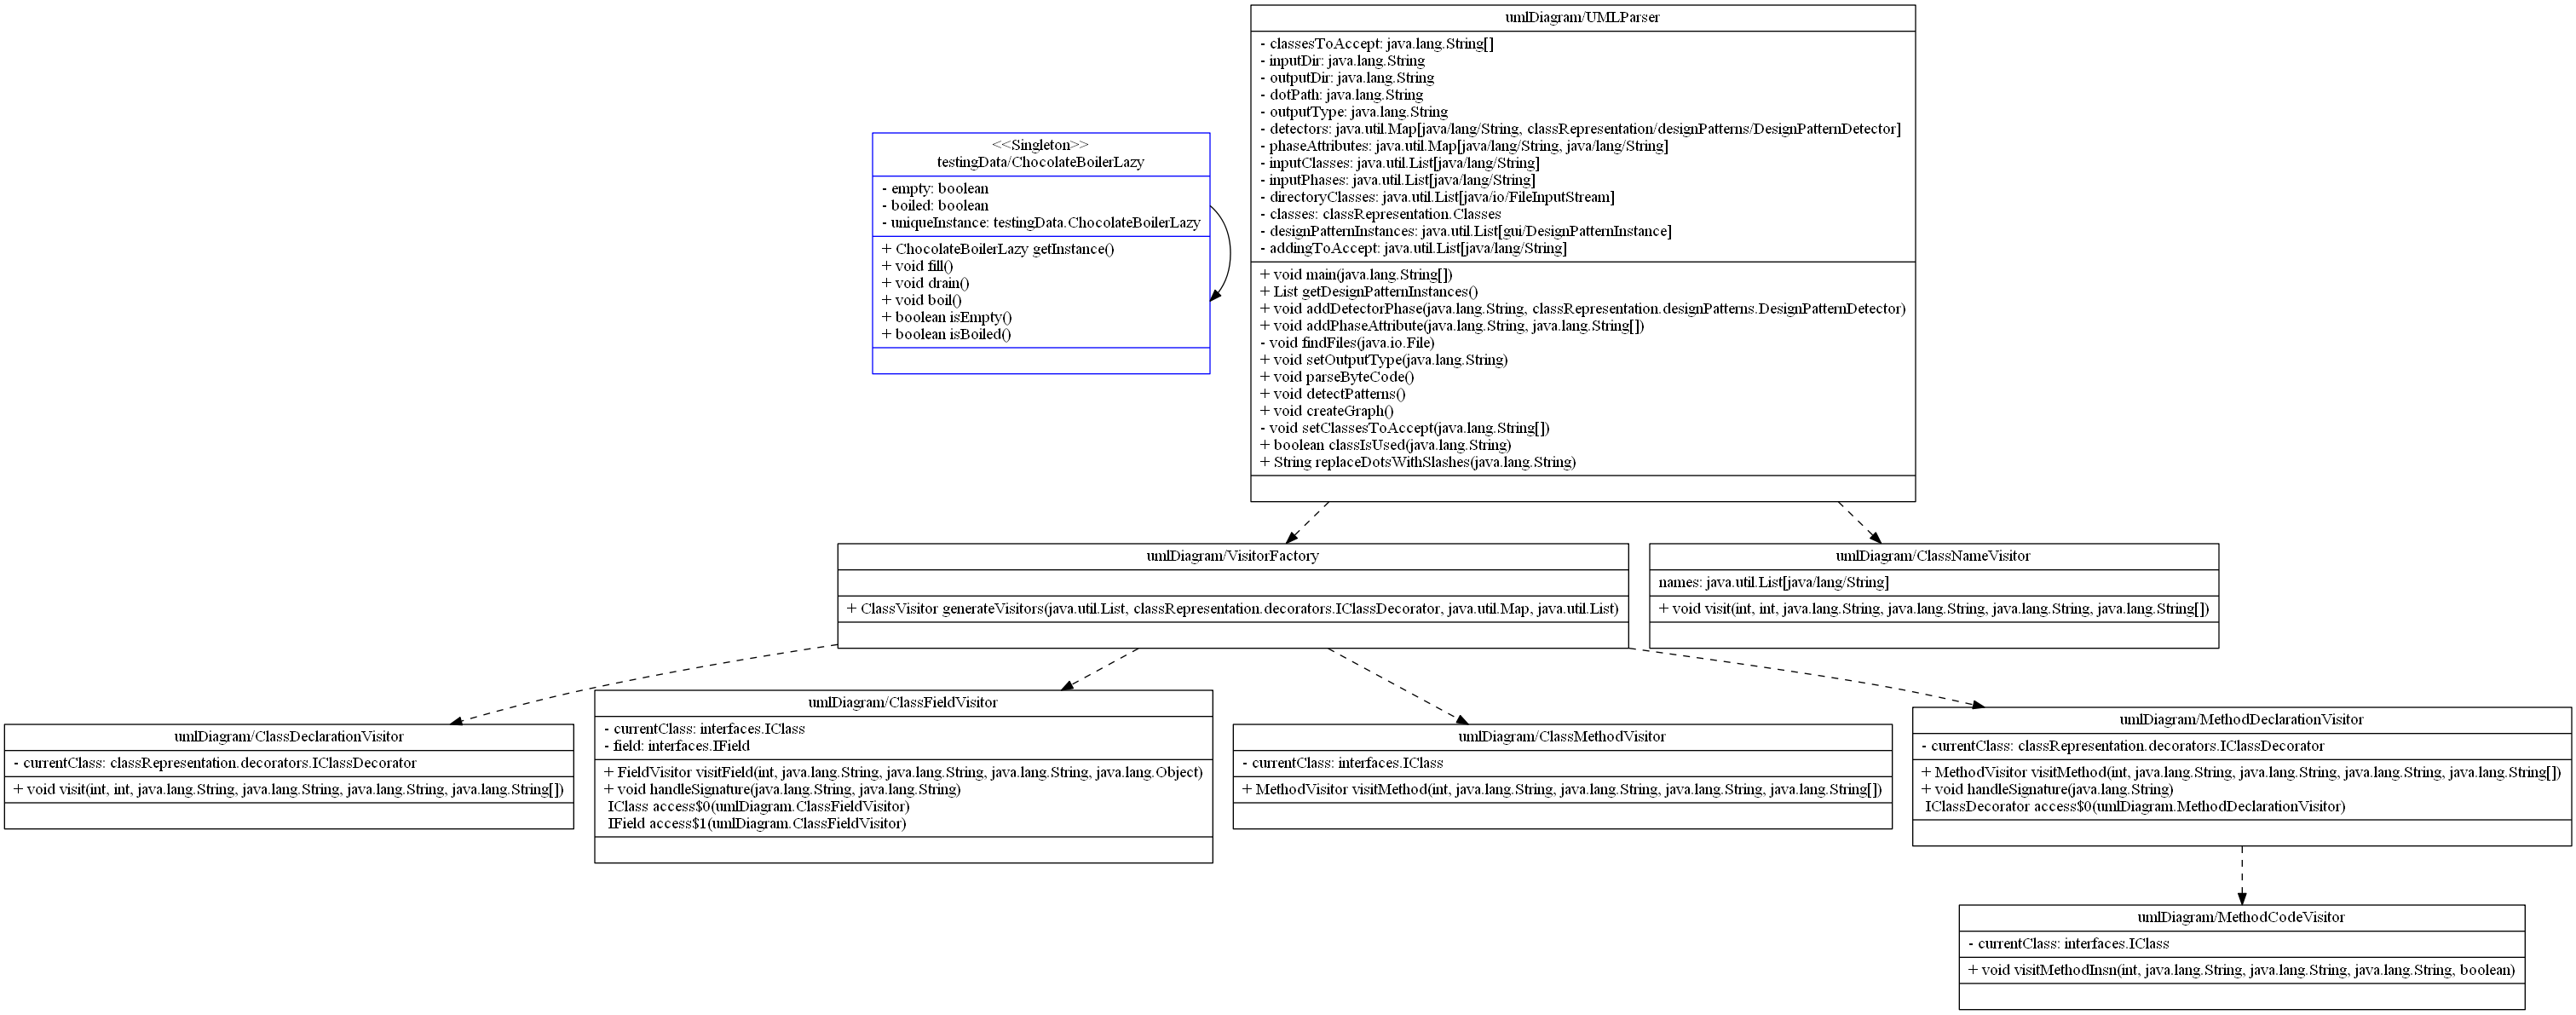 umlDiagram/UMLParser
- classesToAccept: java.lang.String[]
- inputDir: java.lang.String
- outputDir: java.lang.String
- dotPath: java.lang.String
- outputType: java.lang.String
- detectors: java.util.Map[java/lang/String, classRepresentation/designPatterns/DesignPatternDetector]
- phaseAttributes: java.util.Map[java/lang/String, java/lang/String]
- inputClasses: java.util.List[java/lang/String]
- inputPhases: java.util.List[java/lang/String]
- directoryClasses: java.util.List[java/io/FileInputStream]
- classes: classRepresentation.Classes
- designPatternInstances: java.util.List[gui/DesignPatternInstance]
- addingToAccept: java.util.List[java/lang/String]
+ void main(java.lang.String[])
+ List getDesignPatternInstances()
+ void addDetectorPhase(java.lang.String, classRepresentation.designPatterns.DesignPatternDetector)
+ void addPhaseAttribute(java.lang.String, java.lang.String[])
- void findFiles(java.io.File)
+ void setOutputType(java.lang.String)
+ void parseByteCode()
+ void detectPatterns()
+ void createGraph()
- void setClassesToAccept(java.lang.String[])
+ boolean classIsUsed(java.lang.String)
+ String replaceDotsWithSlashes(java.lang.String)
<<Singleton>>
testingData/ChocolateBoilerLazy
- empty: boolean
- boiled: boolean
- uniqueInstance: testingData.ChocolateBoilerLazy
+ ChocolateBoilerLazy getInstance()
+ void fill()
+ void drain()
+ void boil()
+ boolean isEmpty()
+ boolean isBoiled()
umlDiagram/VisitorFactory
+ ClassVisitor generateVisitors(java.util.List, classRepresentation.decorators.IClassDecorator, java.util.Map, java.util.List)
umlDiagram/ClassNameVisitor
names: java.util.List[java/lang/String]
+ void visit(int, int, java.lang.String, java.lang.String, java.lang.String, java.lang.String[])
umlDiagram/ClassDeclarationVisitor
- currentClass: classRepresentation.decorators.IClassDecorator
+ void visit(int, int, java.lang.String, java.lang.String, java.lang.String, java.lang.String[])
umlDiagram/ClassFieldVisitor
- currentClass: interfaces.IClass
- field: interfaces.IField
+ FieldVisitor visitField(int, java.lang.String, java.lang.String, java.lang.String, java.lang.Object)
+ void handleSignature(java.lang.String, java.lang.String)
IClass access$0(umlDiagram.ClassFieldVisitor)
IField access$1(umlDiagram.ClassFieldVisitor)
umlDiagram/ClassMethodVisitor
- currentClass: interfaces.IClass
+ MethodVisitor visitMethod(int, java.lang.String, java.lang.String, java.lang.String, java.lang.String[])
umlDiagram/MethodDeclarationVisitor
- currentClass: classRepresentation.decorators.IClassDecorator
+ MethodVisitor visitMethod(int, java.lang.String, java.lang.String, java.lang.String, java.lang.String[])
+ void handleSignature(java.lang.String)
IClassDecorator access$0(umlDiagram.MethodDeclarationVisitor)
umlDiagram/MethodCodeVisitor
- currentClass: interfaces.IClass
+ void visitMethodInsn(int, java.lang.String, java.lang.String, java.lang.String, boolean)